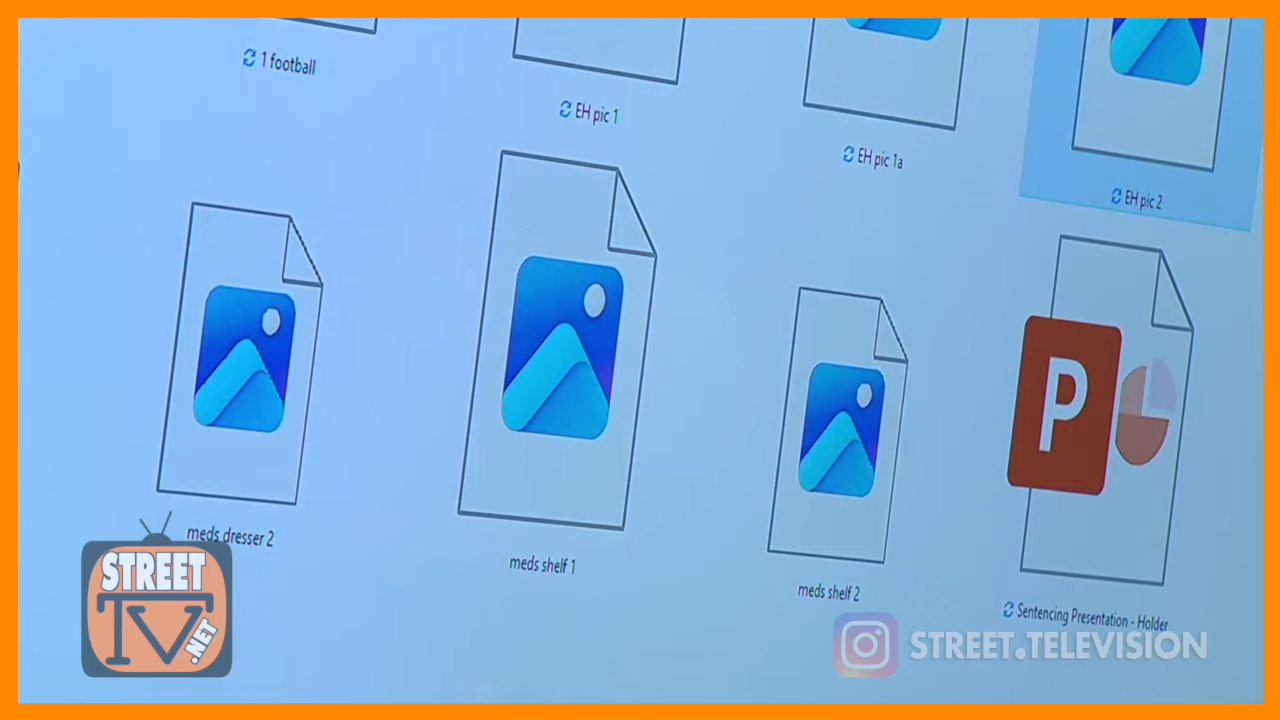 1 football
EH pic 1
EH pic 1a
EH pic 2
meds dresser 2
meds shelf 1
meds shelf 2
P
Sentencing Presentation - Holder
STREET
TV
.NET
STREET.TELEVISION